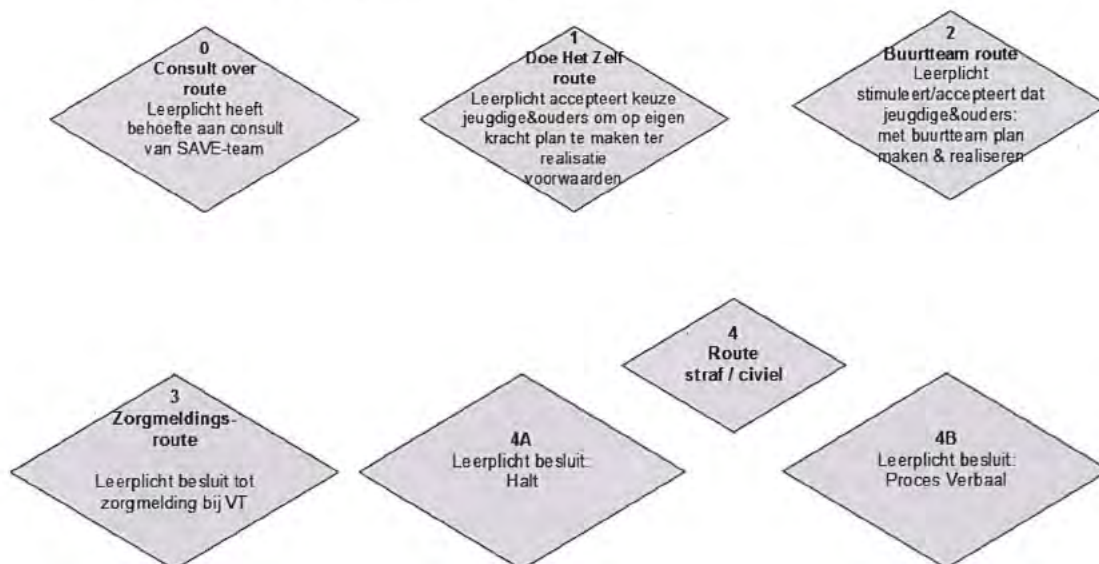 0
Consult over
route
Leerplicht heeft
behoefte aan consult
van SAVE-team
1
Doe Het Zelf
route
Leerplicht accepteert keuze
jeugdige&ouders om op eigen
kracht plan te maken ter
realisatie
voorwaarden
2
Buurtteam route
Leerplicht
stimuleert/accepteert dat
jeugdige&ouders:
met buurtteam plan
maken & realiseren
4
Route
straf / civiel
3
Zorgmeldings-
route
Leerplicht besluit tot
zorgmelding bij VT
4A
Leerplicht besluit:
Halt
4B
Leerplicht besluit:
Proces Verbaal